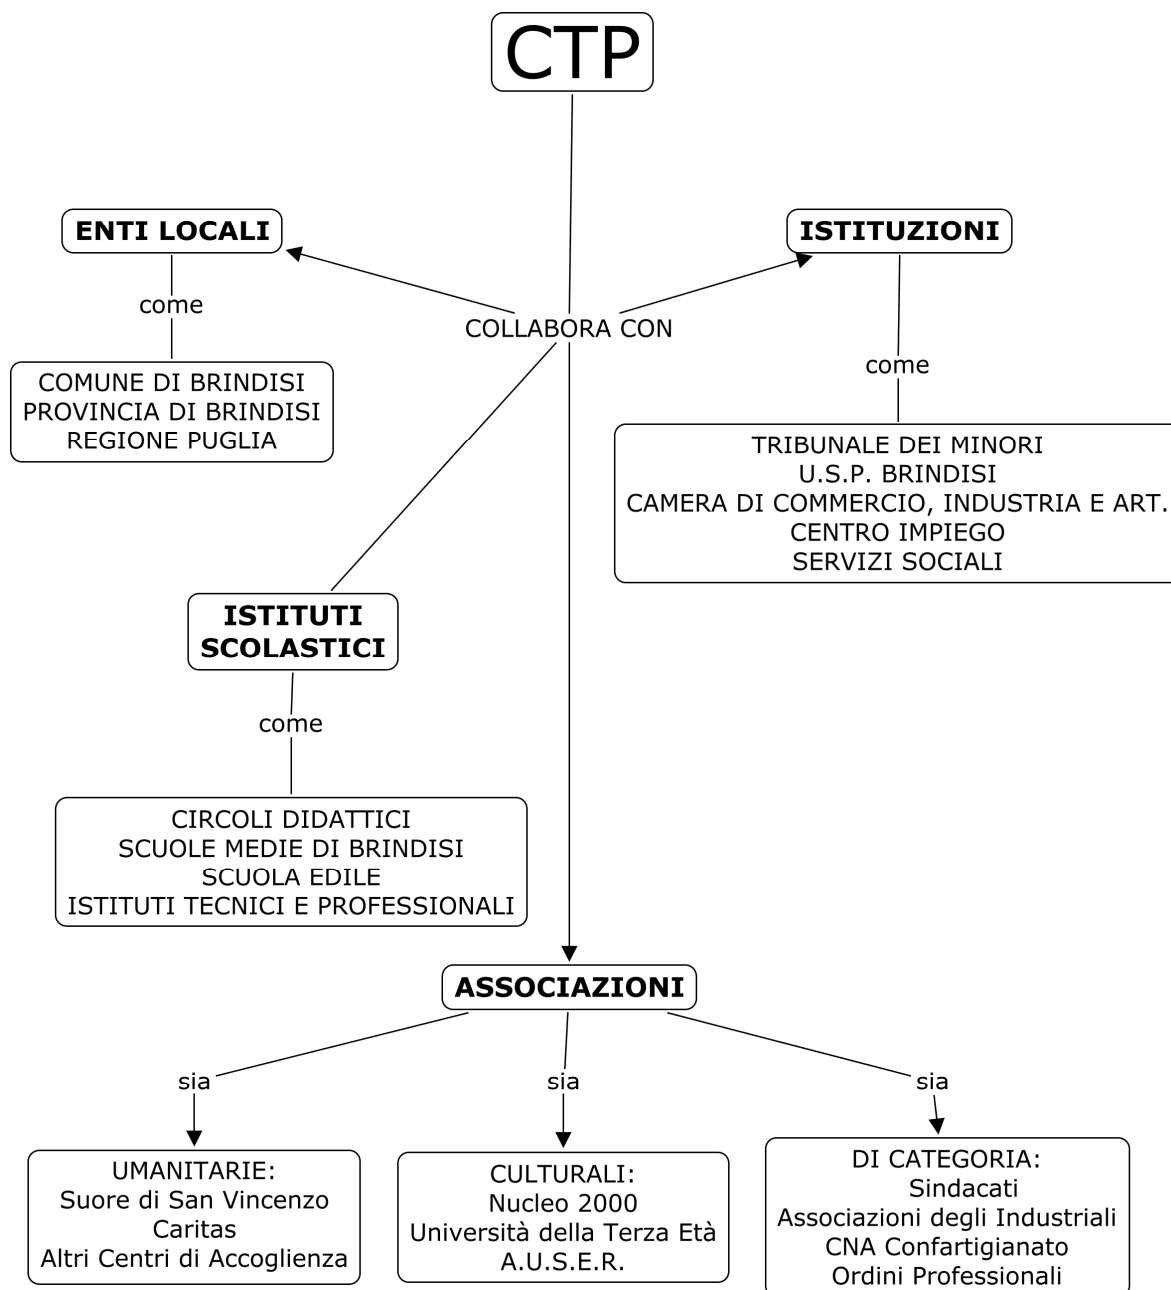 CTP
ENTI LOCALI
ISTITUZIONI
come
COLLABORA CON
come
COMUNE DI BRINDISI
PROVINCIA DI BRINDISI
REGIONE PUGLIA
TRIBUNALE DEI MINORI
U.S.P. BRINDISI
CAMERA DI COMMERCIO, INDUSTRIA E ART.
CENTRO IMPIEGO
SERVIZI SOCIALI
ISTITUTI
SCOLASTICI
come
CIRCOLI DIDATTICI
SCUOLE MEDIE DI BRINDISI
SCUOLA EDILE
ISTITUTI TECNICI E PROFESSIONALI
ASSOCIAZIONI
sia
sia
sia
UMANITARIE:
Suore di San Vincenzo
Caritas
Altri Centri di Accoglienza
CULTURALI:
Nucleo 2000
Università della Terza Età
A.U.S.E.R.
DI CATEGORIA:
Sindacati
Associazioni degli Industriali
CNA Confartigianato
Ordini Professionali